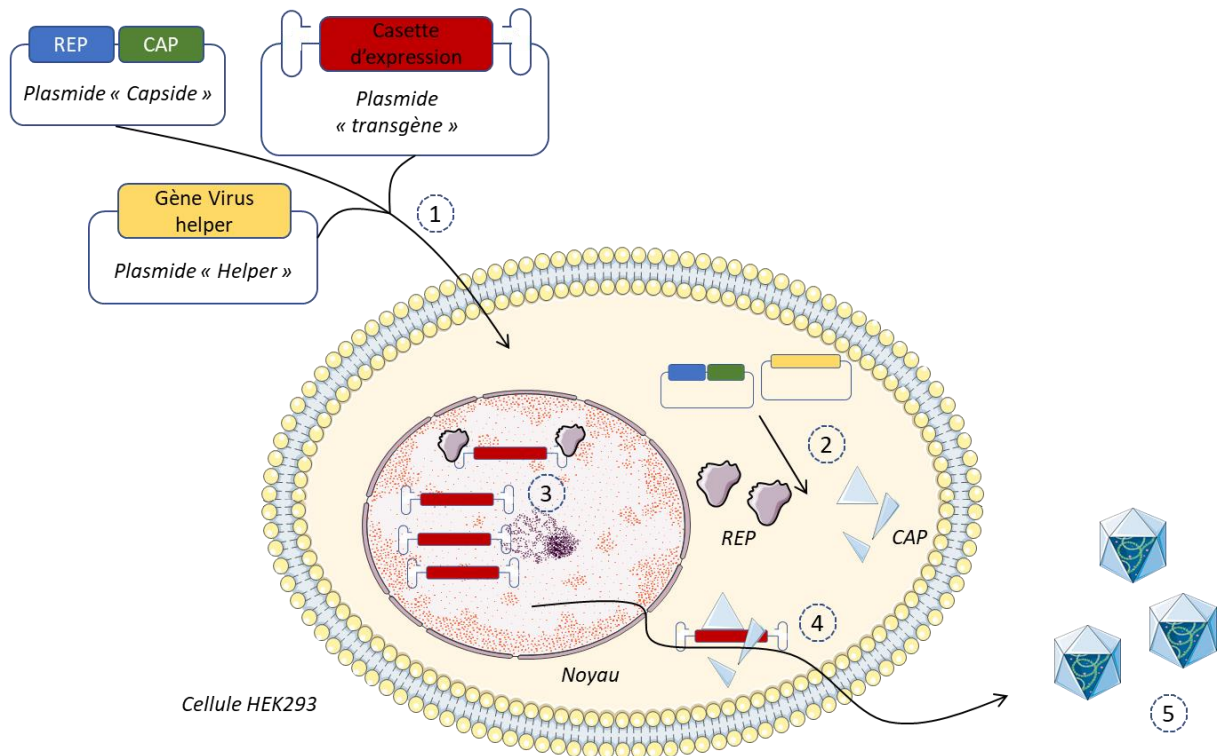 REP CAP
Plasmide « Capside »
Casette
d'expression
Plasmide
« transgène »
Gène Virus
helper
Plasmide « Helper »
1
2
3
REP
CAP
4
Noyau
Cellule HEK293
5